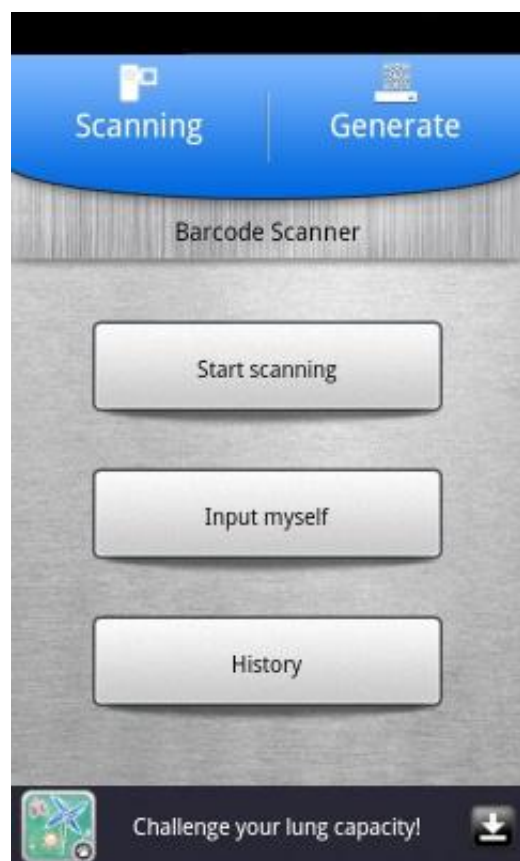 Scanning
Generate
Barcode Scanner
Start scanning
Input myself
History
Challenge your lung capacity!